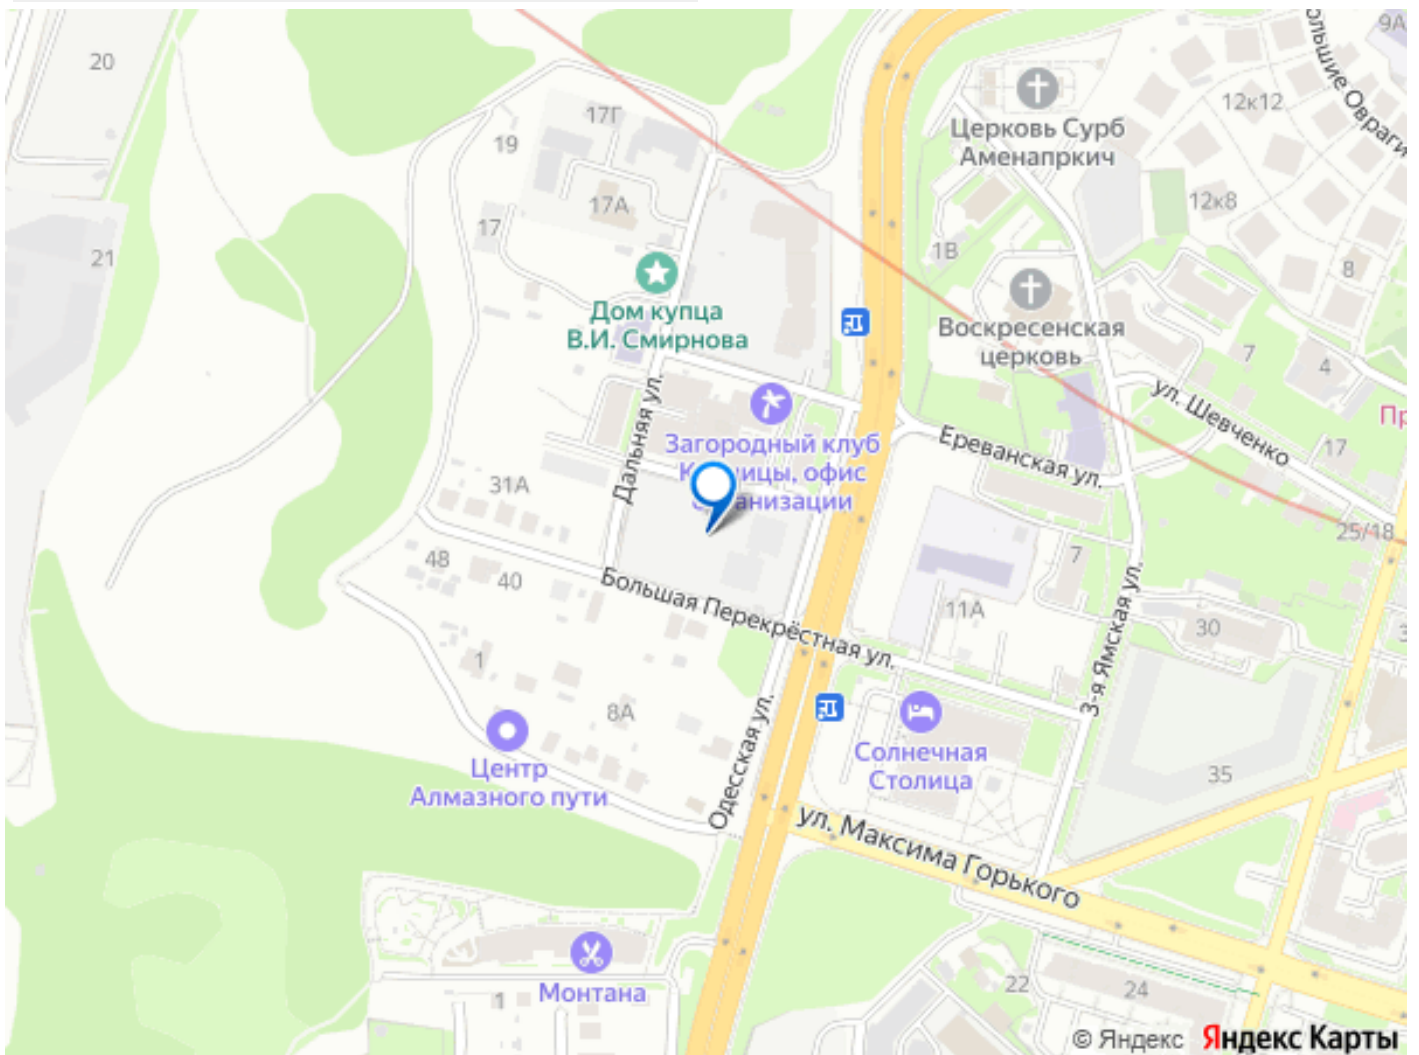 20
19
17Г
17А
17
21
Дом купца
В.И. Смирнова
Дальняя ул.
Загородный клуб
офис
31А
48
40
Большая Перекрёстная ул.
1
8А
Центр
Алмазного пути
Одесская ул.
Монтана
1
Церковь Сурб
Аменапркич
1В
Воскресенская
церковь
12к12
9А
Овраги
12к8
8
7
4
ул. Шевченко
17
25/18
Ереванская ул.
7
11А
30
3-я Ямская ул.
Солнечная
Столица
35
ул. Максима Горького
22
24
© Яндекс Яндекс Карты